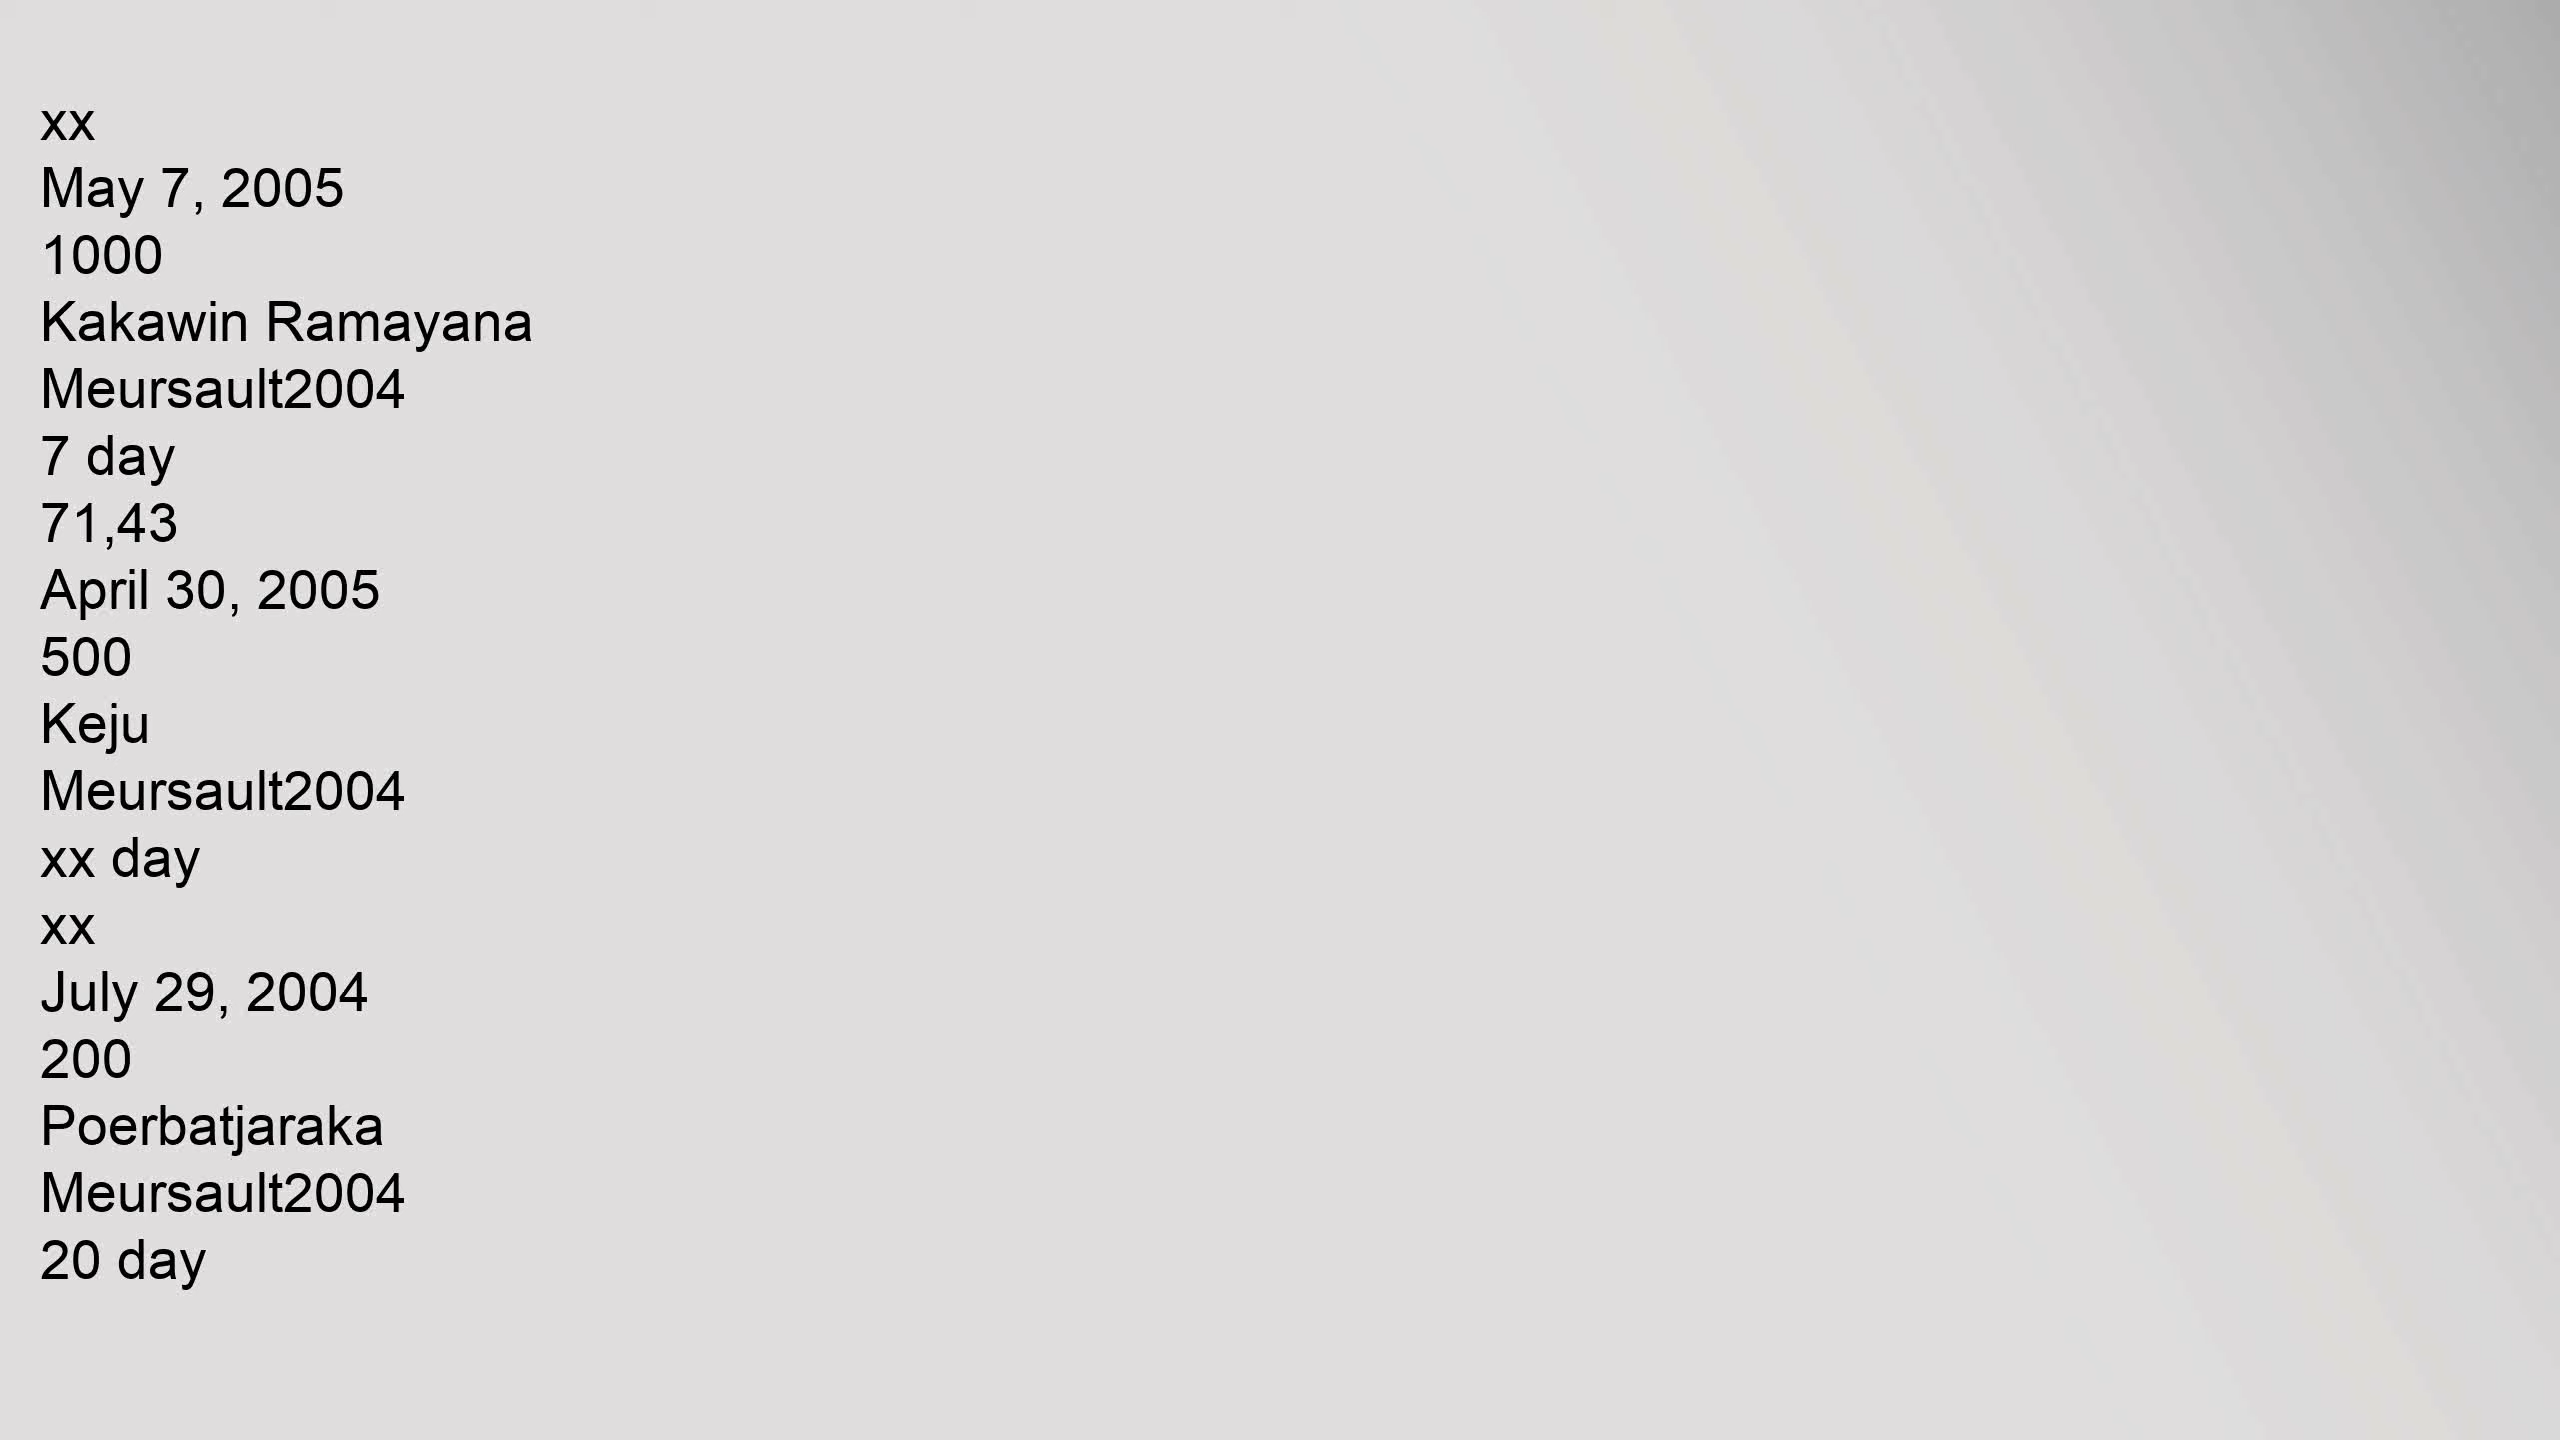 xx
May 7, 2005
1000
Kakawin Ramayana
Meursault2004
7 day
71,43
April 30, 2005
500
Keju
Meursault2004
xx day
xx
July 29, 2004
200
Poerbatjaraka
Meursault2004
20 day